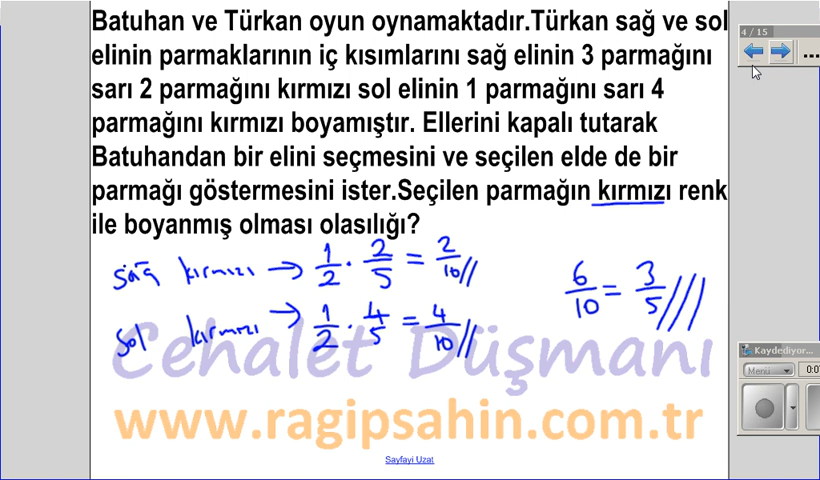 Batuhan ve Türkan oyun oynamaktadır.Türkan sağ ve sol
elinin parmaklarının iç kısımlarını sağ elinin 3 parmağını
sarı 2 parmağını kırmızı sol elinin 1 parmağını sarı 4
parmağını kırmızı boyamıştır. Ellerini kapalı tutarak
Batuhandan bir elini seçmesini ve seçilen elde de bir
parmağı göstermesini ister.Seçilen parmağın kırmızı renk
ile boyanmış olması olasılığı?
sağ kırmızı → 1/2 · 2/5 = 2/10 //
6/10 = 3/5 ///
sol kırmızı → 1/2 · 4/5 = 4/10 //
Cehalet Düşmanı
www.ragipsahin.com.tr
Sayfayi Uzat
4 / 15
...
Kaydediyor...
Menü
0:0